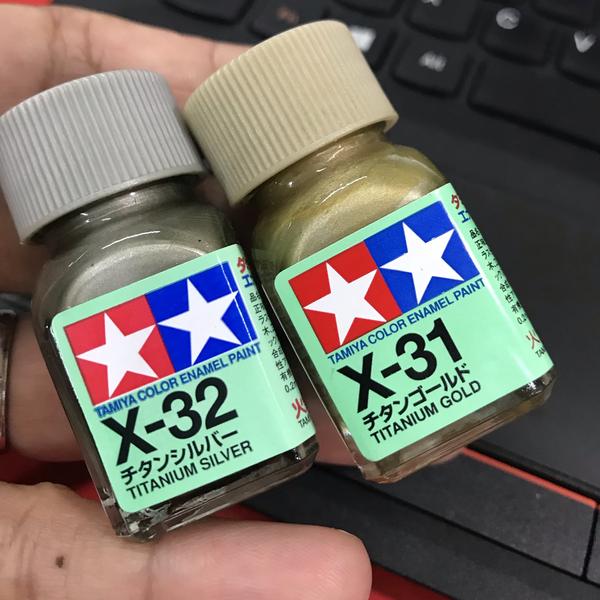 TAMIYA COLOR ENAMEL PAINT
X-32
チタンシルバー
TITANIUM SILVER
TAMIYA COLOR ENAMEL PAINT
X-31
チタンゴールド
TITANIUM GOLD